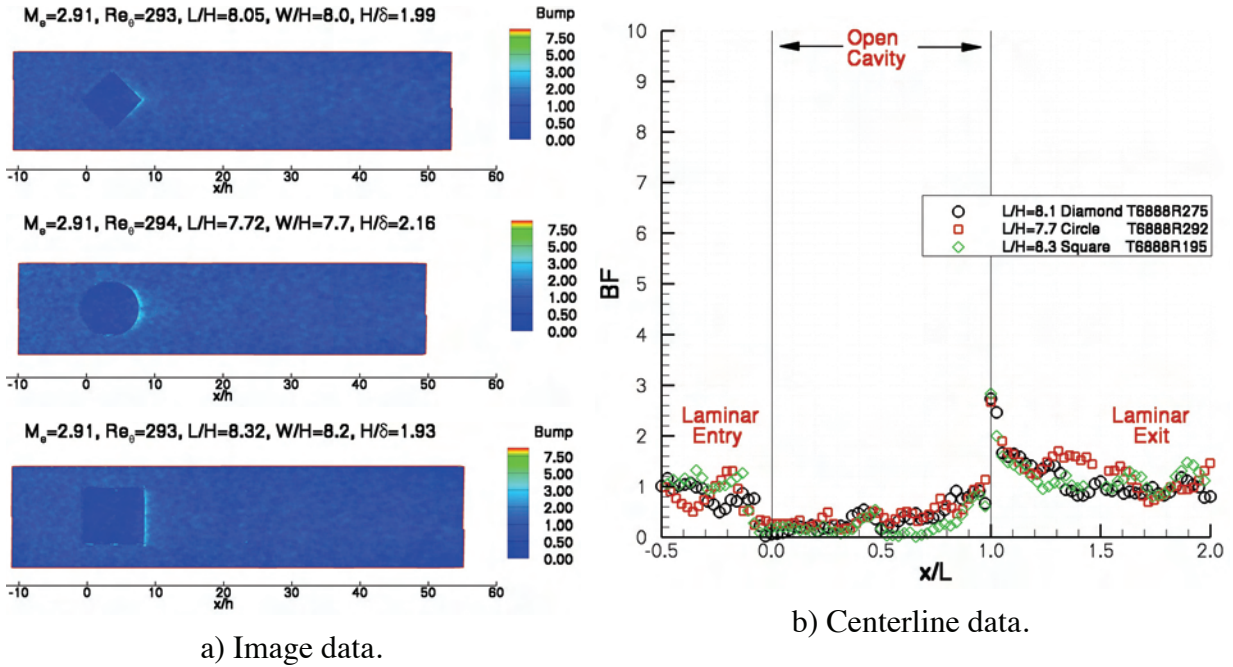 M_e=2.91, Re_θ=293, L/H=8.05, W/H=8.0, H/δ=1.99
Bump
7.50
5.00
3.00
2.00
1.00
0.50
0.00
-10 0 10 20 30 40 50 60
x/h
M_e=2.91, Re_θ=294, L/H=7.72, W/H=7.7, H/δ=2.16
7.50
5.00
3.00
2.00
1.00
0.50
0.00
-10 0 10 20 30 40 50 60
x/h
M_e=2.91, Re_θ=293, L/H=8.32, W/H=8.2, H/δ=1.93
Bump
7.50
5.00
3.00
2.00
1.00
0.50
0.00
-10 0 10 20 30 40 50 60
x/h
a) Image data.
10
9
8
7
6
5
4
3
2
1
0
BF
Open
Cavity
L/H=8.1 Diamond T6888R275
L/H=7.7 Circle T6888R292
L/H=8.3 Square T6888R195
Laminar
Entry
Laminar
Exit
-0.5 0.0 0.5 1.0 1.5 2.0
x/L
b) Centerline data.